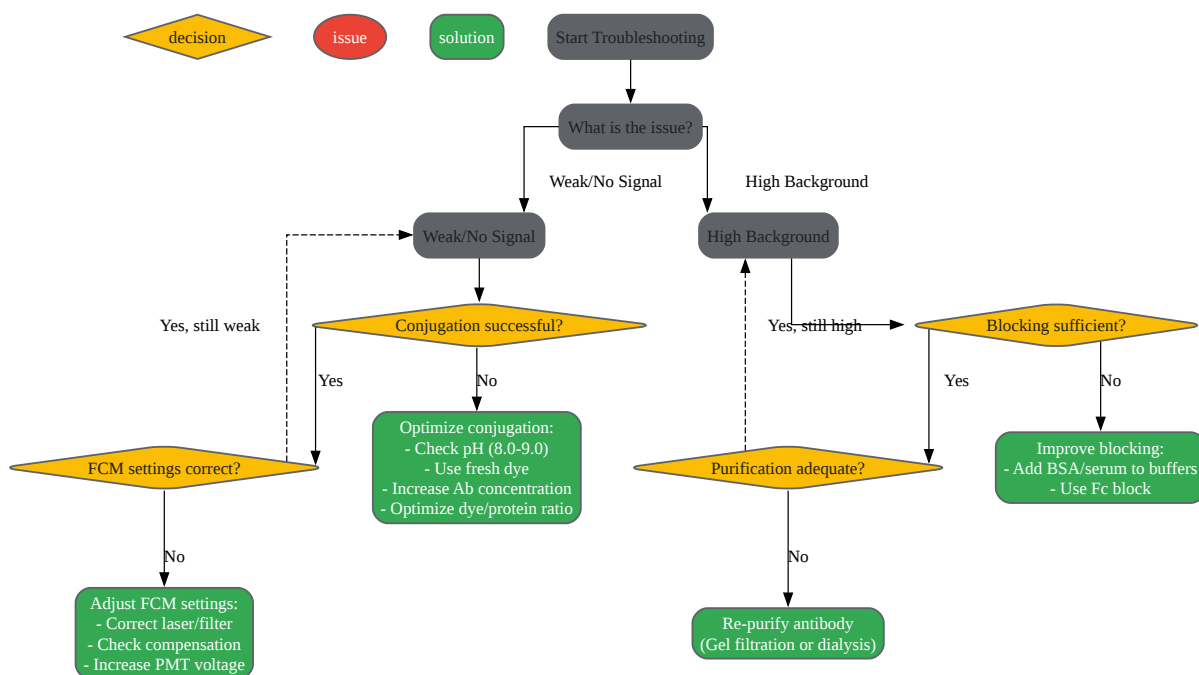 decision
issue
solution
Start Troubleshooting
What is the issue?
Weak/No Signal
High Background
Weak/No Signal
High Background
Yes, still weak
Conjugation successful?
Yes, still high
Blocking sufficient?
Yes
No
Yes
No
Optimize conjugation:
- Check pH (8.0-9.0)
- Use fresh dye
- Increase Ab concentration
- Optimize dye/protein ratio
Improve blocking:
- Add BSA/serum to buffers
- Use Fc block
FCM settings correct?
Purification adequate?
No
No
Adjust FCM settings:
- Correct laser/filter
- Check compensation
- Increase PMT voltage
Re-purify antibody
(Gel filtration or dialysis)